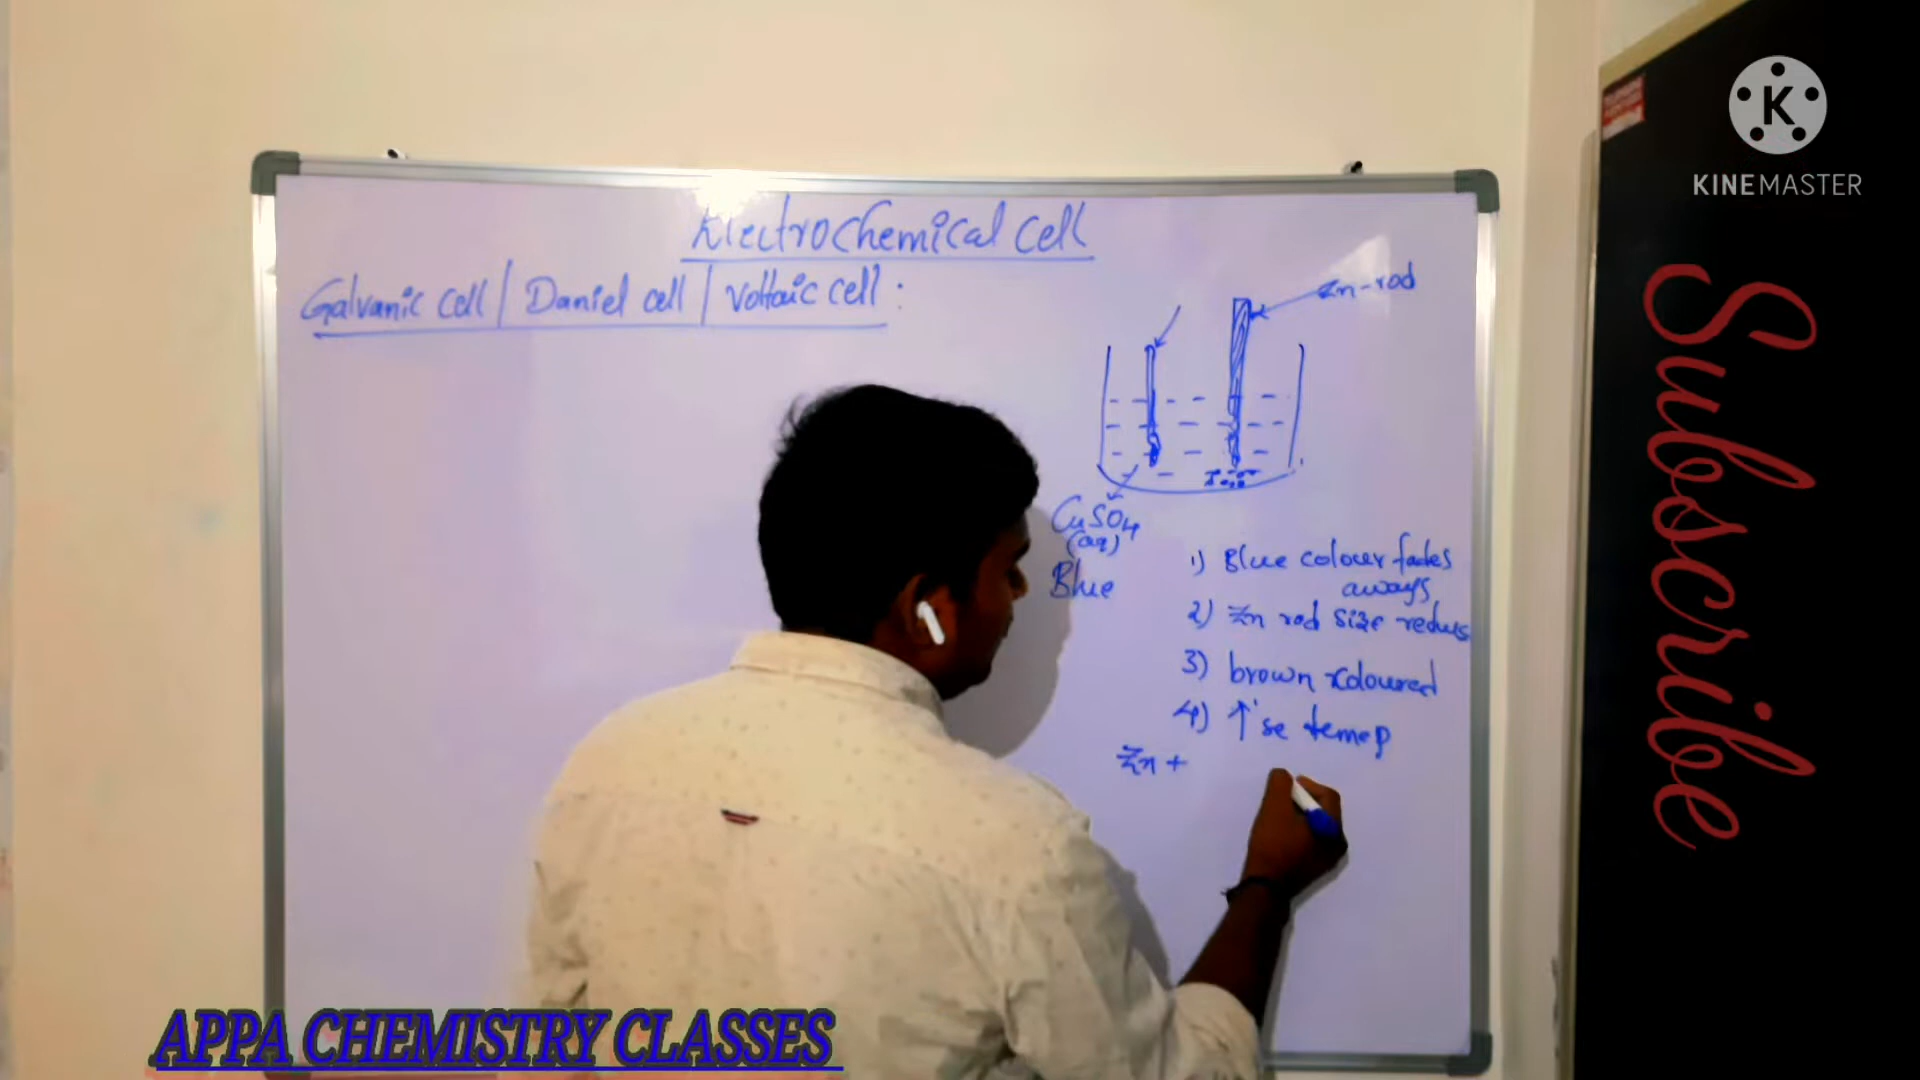 Electrochemical cell
Galvanic cell / Daniel cell / Voltaic cell :
Zn-rod
CuSO4
(aq)
Blue
1) Blue colour fades
aways
2) Zn rod size redus
3) brown coloured
4) ↑'se temep
Zn +
K
KINEMASTER
Subscribe
APPA CHEMISTRY CLASSES